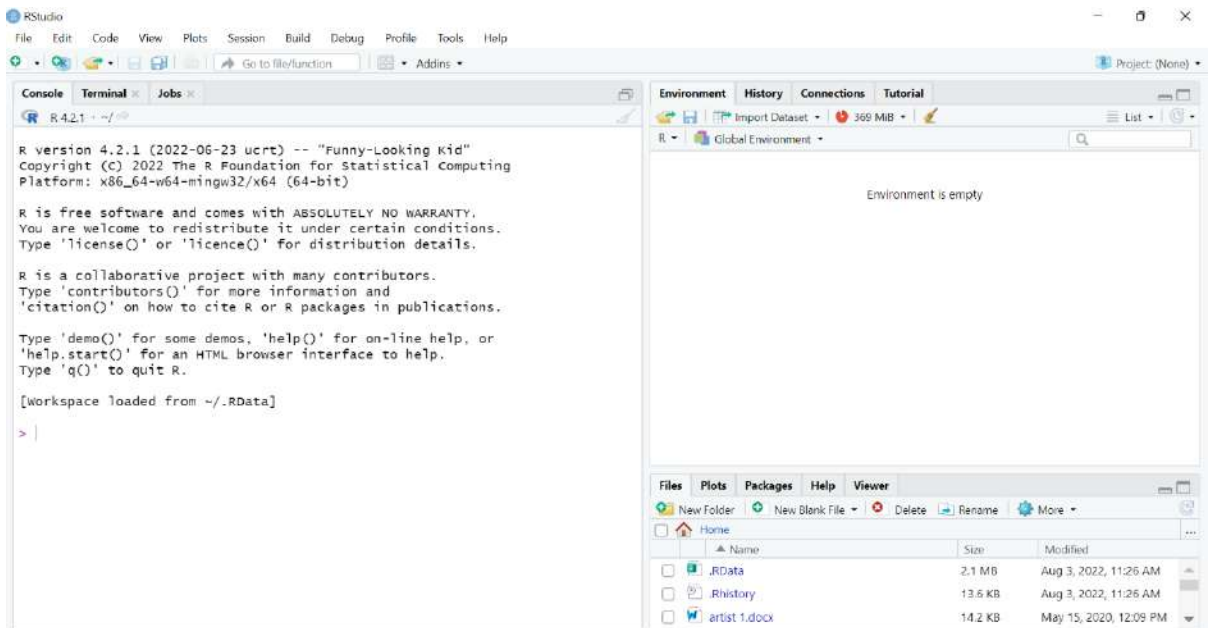 RStudio
File Edit Code View Plots Session Build Debug Profile Tools Help
Go to file/function Addins Project: (None)
Console Terminal Jobs
R 4.2.1 · ~/
R version 4.2.1 (2022-06-23 ucrt) -- "Funny-Looking Kid"
Copyright (C) 2022 The R Foundation for Statistical Computing
Platform: x86_64-w64-mingw32/x64 (64-bit)
R is free software and comes with ABSOLUTELY NO WARRANTY.
You are welcome to redistribute it under certain conditions.
Type 'license()' or 'licence()' for distribution details.
R is a collaborative project with many contributors.
Type 'contributors()' for more information and
'citation()' on how to cite R or R packages in publications.
Type 'demo()' for some demos, 'help()' for on-line help, or
'help.start()' for an HTML browser interface to help.
Type 'q()' to quit R.
[Workspace loaded from ~/.RData]
>
Environment History Connections Tutorial
Import Dataset 369 MiB List
R Global Environment
Environment is empty
Files Plots Packages Help Viewer
New Folder New Blank File Delete Rename More
Home ...
Name Size Modified
.RData 2.1 MB Aug 3, 2022, 11:26 AM
.Rhistory 13.6 KB Aug 3, 2022, 11:26 AM
artist 1.docx 14.2 KB May 15, 2020, 12:09 PM